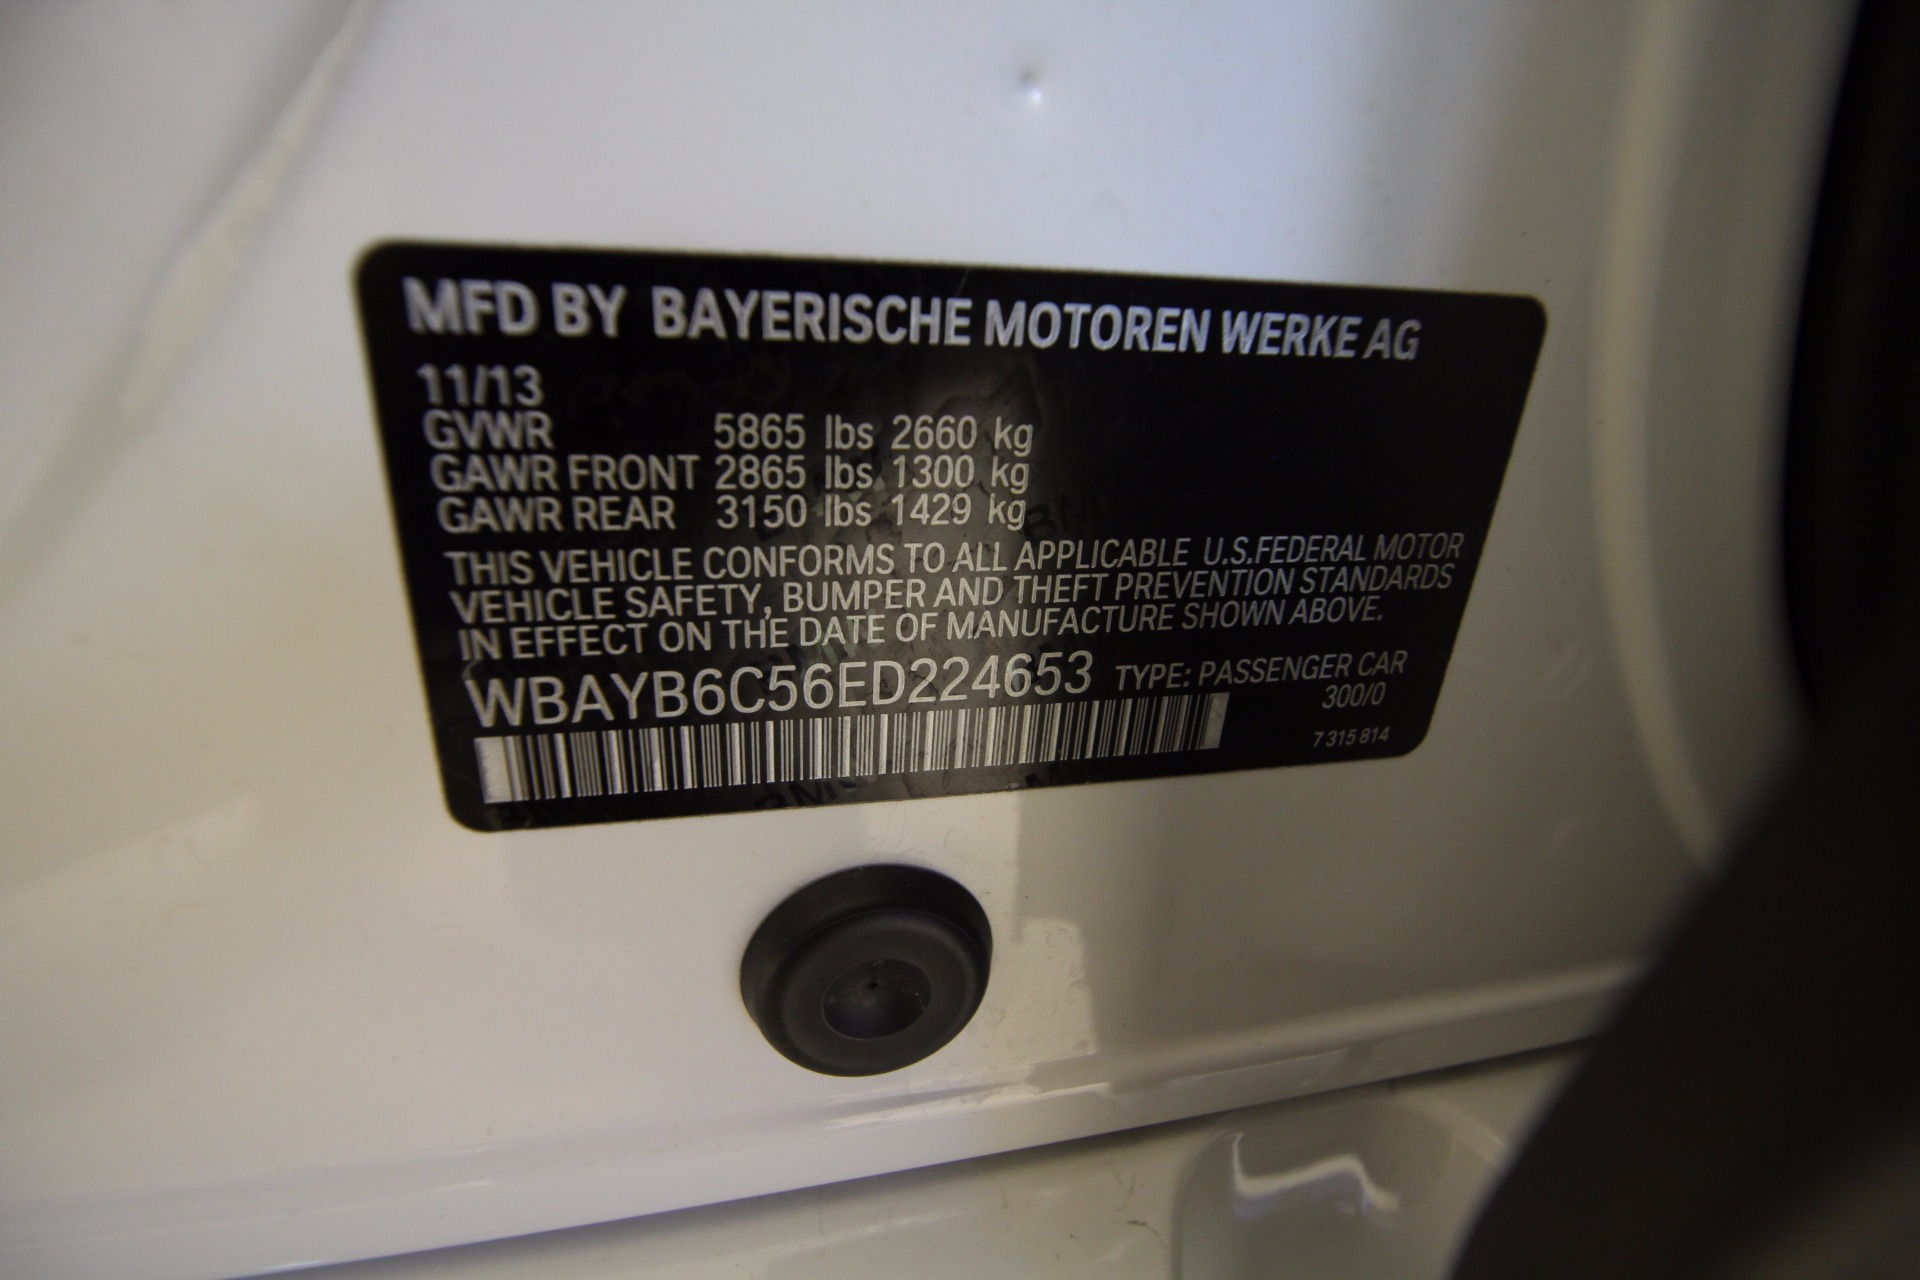 MFD BY BAYERISCHE MOTOREN WERKE AG
11/13
GVWR 5865 lbs 2660 kg
GAWR FRONT 2865 lbs 1300 kg
GAWR REAR 3150 lbs 1429 kg
THIS VEHICLE CONFORMS TO ALL APPLICABLE U.S.FEDERAL MOTOR
VEHICLE SAFETY, BUMPER AND THEFT PREVENTION STANDARDS
IN EFFECT ON THE DATE OF MANUFACTURE SHOWN ABOVE.
WBAYB6C56ED224653 TYPE: PASSENGER CAR
300/0
7 315 814